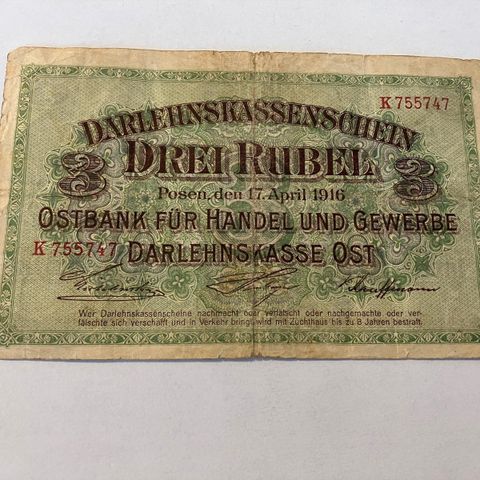 K 755747
DARLEHNSKASSENSCHEIN
3 DREI RUBEL 3
Posen, den 17. April 1916
OSTBANK FÜR HANDEL UND GEWERBE
K 755747 DARLEHNSKASSE OST
Kauffmann
Wer Darlehnskassenscheine nachmacht oder verfälscht oder nachgemachte oder ver-
fälschte sich verschafft und in Verkehr bringt, wird mit Zuchthaus bis zu 8 Jahren bestraft.